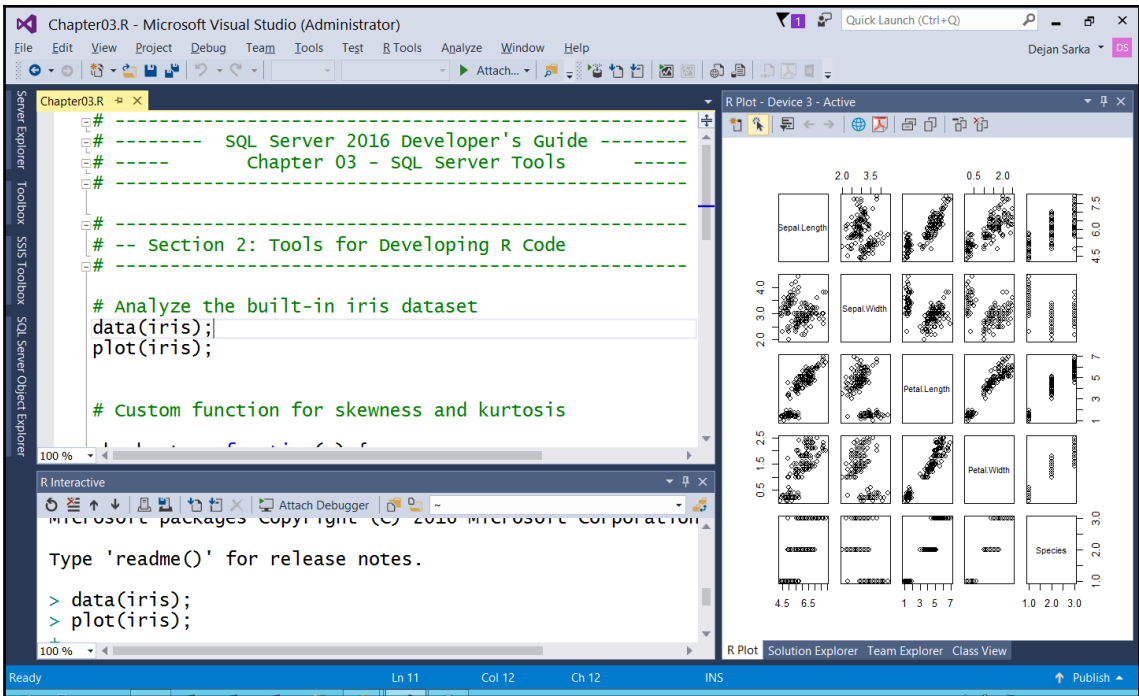 Chapter03.R - Microsoft Visual Studio (Administrator)
1
Quick Launch (Ctrl+Q)
File Edit View Project Debug Team Tools Test R Tools Analyze Window Help
Dejan Sarka
DS
Attach...
Server Explorer
Toolbox
SSIS Toolbox
SQL Server Object Explorer
Chapter03.R
# -----------------------------------------------------
# -------- SQL Server 2016 Developer's Guide --------
# ----- Chapter 03 - SQL Server Tools -----
# -----------------------------------------------------
# -----------------------------------------------------
# -- Section 2: Tools for Developing R Code
# -----------------------------------------------------
# Analyze the built-in iris dataset
data(iris);
plot(iris);
# Custom function for skewness and kurtosis
100 %
R Interactive
Attach Debugger
~
Microsoft packages Copyright (C) 2016 Microsoft Corporation
Type 'readme()' for release notes.
> data(iris);
> plot(iris);
100 %
R Plot - Device 3 - Active
2.0 3.5
0.5 2.0
Sepal.Length
4.5 6.0 7.5
2.0 3.0 4.0
Sepal.Width
Petal.Length
1 3 5 7
0.5 1.5 2.5
Petal.Width
Species
1.0 2.0 3.0
4.5 6.5
1 3 5 7
1.0 2.0 3.0
R Plot Solution Explorer Team Explorer Class View
Ready
Ln 11
Col 12
Ch 12
INS
Publish